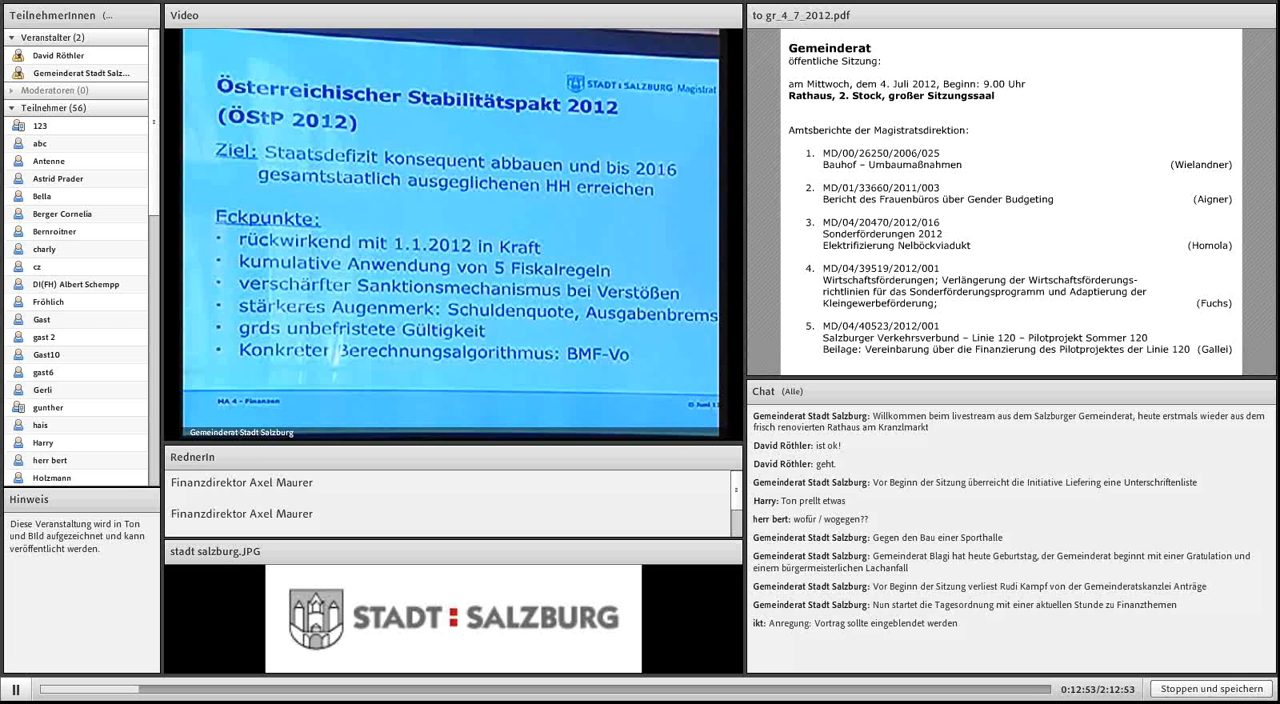 TeilnehmerInnen (...
Veranstalter (2)
David Röthler
Gemeinderat Stadt Salz...
Moderatoren (0)
Teilnehmer (56)
123
abc
Antenne
Astrid Prader
Bella
Berger Cornelia
Bernroitner
charly
cz
DI(FH) Albert Schempp
Fröhlich
Gast
gast 2
Gast10
gast6
Gerli
gunther
hais
Harry
herr bert
Holzmann
Hinweis
Diese Veranstaltung wird in Ton
und BIld aufgezeichnet und kann
veröffentlicht werden.
Video
STADT : SALZBURG Magistrat
Österreichischer Stabilitätspakt 2012
(ÖStP 2012)
Ziel: Staatsdefizit konsequent abbauen und bis 2016
gesamtstaatlich ausgeglichenen HH erreichen
Eckpunkte:
• rückwirkend mit 1.1.2012 in Kraft
• kumulative Anwendung von 5 Fiskalregeln
• verschärfter Sanktionsmechanismus bei Verstößen
• stärkeres Augenmerk: Schuldenquote, Ausgabenbrems
• grds unbefristete Gültigkeit
• Konkreter Berechnungsalgorithmus: BMF-Vo
HA 4 - Finanzen
Gemeinderat Stadt Salzburg
RednerIn
Finanzdirektor Axel Maurer
Finanzdirektor Axel Maurer
stadt salzburg.JPG
STADT : SALZBURG
to gr_4_7_2012.pdf
Gemeinderat
öffentliche Sitzung:
am Mittwoch, dem 4. Juli 2012, Beginn: 9.00 Uhr
Rathaus, 2. Stock, großer Sitzungssaal
Amtsberichte der Magistratsdirektion:
1. MD/00/26250/2006/025
Bauhof – Umbaumaßnahmen (Wielandner)
2. MD/01/33660/2011/003
Bericht des Frauenbüros über Gender Budgeting (Aigner)
3. MD/04/20470/2012/016
Sonderförderungen 2012
Elektrifizierung Nelböckviadukt (Homola)
4. MD/04/39519/2012/001
Wirtschaftsförderungen; Verlängerung der Wirtschaftsförderungs-
richtlinien für das Sonderförderungsprogramm und Adaptierung der
Kleingewerbeförderung; (Fuchs)
5. MD/04/40523/2012/001
Salzburger Verkehrsverbund – Linie 120 – Pilotprojekt Sommer 120
Beilage: Vereinbarung über die Finanzierung des Pilotprojektes der Linie 120 (Gallei)
Chat (Alle)
Gemeinderat Stadt Salzburg: Willkommen beim livestream aus dem Salzburger Gemeinderat, heute erstmals wieder aus dem
frisch renovierten Rathaus am Kranzlmarkt
David Röthler: ist ok!
David Röthler: geht.
Gemeinderat Stadt Salzburg: Vor Beginn der Sitzung überreicht die Initiative Liefering eine Unterschriftenliste
Harry: Ton prellt etwas
herr bert: wofür / wogegen??
Gemeinderat Stadt Salzburg: Gegen den Bau einer Sporthalle
Gemeinderat Stadt Salzburg: Gemeinderat Blagi hat heute Geburtstag, der Gemeinderat beginnt mit einer Gratulation und
einem bürgermeisterlichen Lachanfall
Gemeinderat Stadt Salzburg: Vor Beginn der Sitzung verliest Rudi Kampf von der Gemeinderatskanzlei Anträge
Gemeinderat Stadt Salzburg: Nun startet die Tagesordnung mit einer aktuellen Stunde zu Finanzthemen
ikt: Anregung: Vortrag sollte eingeblendet werden
0:12:53/2:12:53
Stoppen und speichern